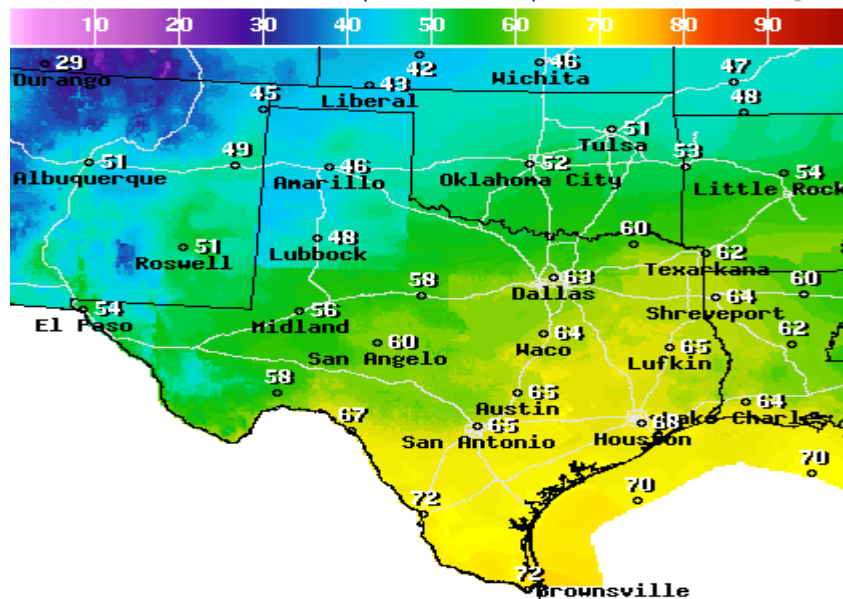 10 20 30 40 50 60 70 80 90
29 42 46 47
Durango 43 Wichita
45 Liberal 48
51 49 46 52 51 53 54
Tulsa
Albuquerque Amarillo Oklahoma City Little Rock
51 48 60 62
Roswell Lubbock Texarkana
58 63 60
Dallas
54 56 64
El Paso Midland Shreveport
60 64 65 62
San Angelo Waco Lufkin
58 65 64
Austin Lake Charles
67 65 68
San Antonio Houston
70
72 70
72
Brownsville